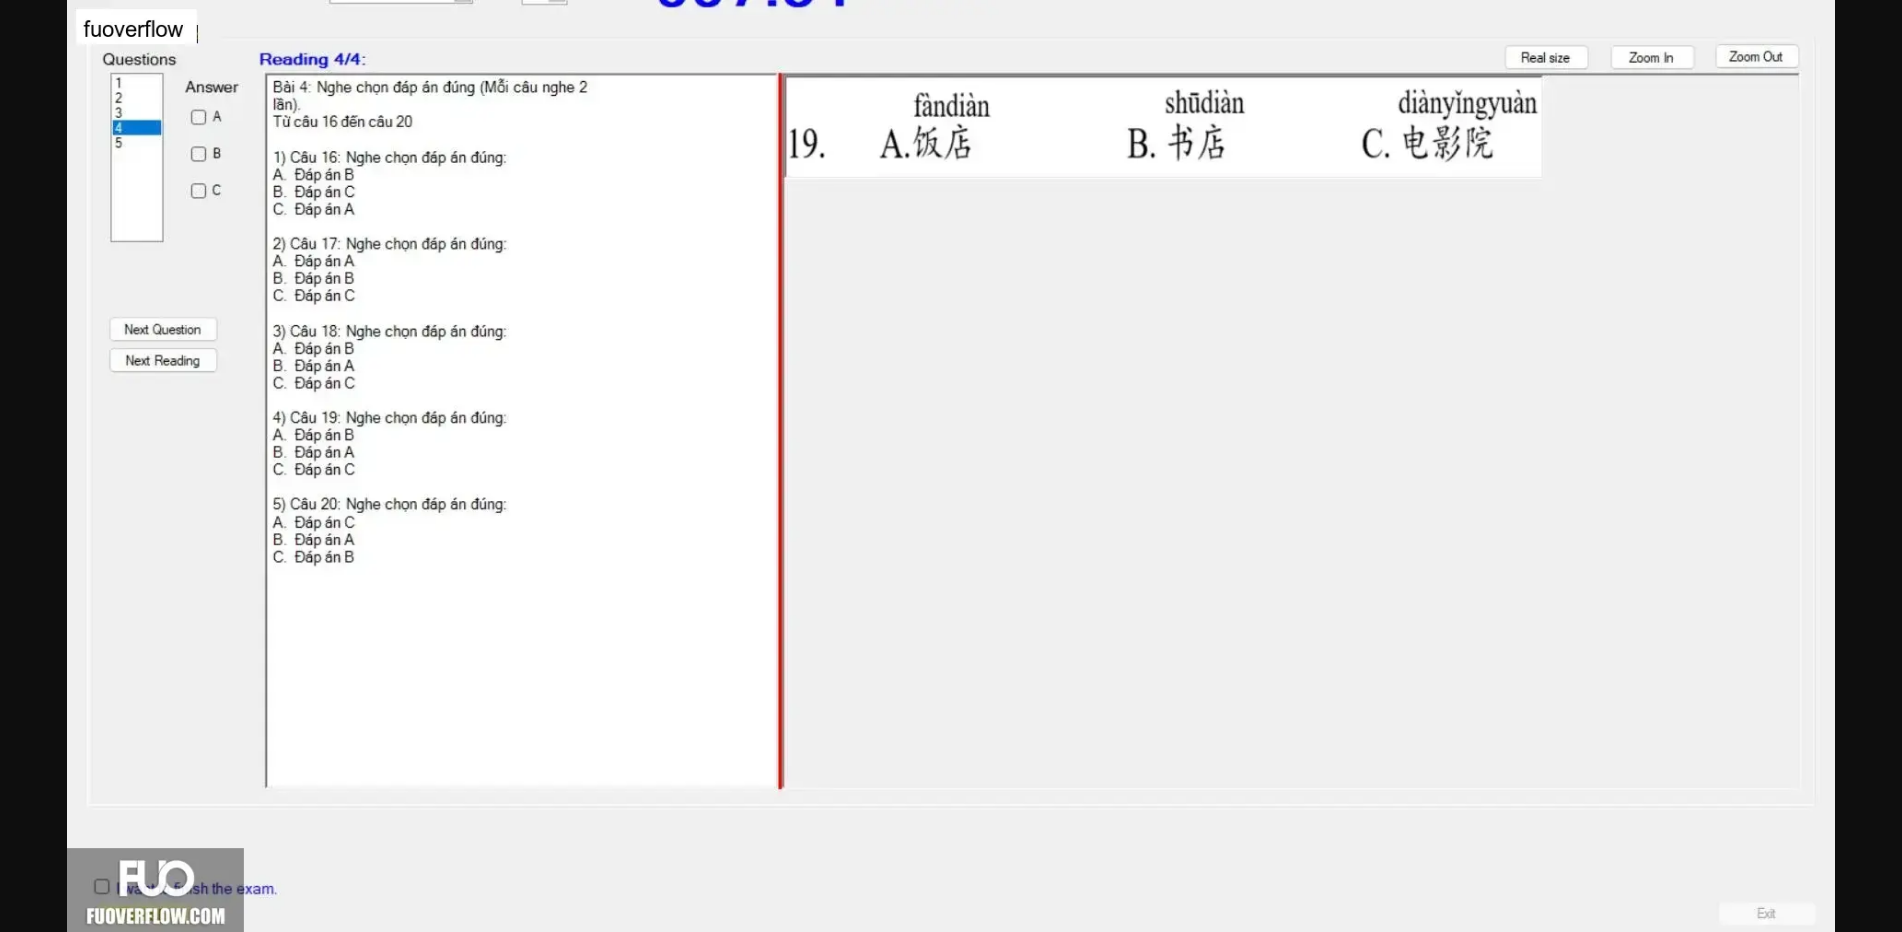 fuoverflow
Questions
Reading 4/4:
Real size
Zoom In
Zoom Out
1
2
3
4
5
Answer
A
B
C
Next Question
Next Reading
Bài 4: Nghe chọn đáp án đúng (Mỗi câu nghe 2
lần).
Từ câu 16 đến câu 20
1) Câu 16: Nghe chọn đáp án đúng:
A. Đáp án B
B. Đáp án C
C. Đáp án A
2) Câu 17: Nghe chọn đáp án đúng:
A. Đáp án A
B. Đáp án B
C. Đáp án C
3) Câu 18: Nghe chọn đáp án đúng:
A. Đáp án B
B. Đáp án A
C. Đáp án C
4) Câu 19: Nghe chọn đáp án đúng:
A. Đáp án B
B. Đáp án A
C. Đáp án C
5) Câu 20: Nghe chọn đáp án đúng:
A. Đáp án C
B. Đáp án A
C. Đáp án B
fàndiàn shūdiàn diànyǐngyuàn
19. A.饭店 B. 书店 C. 电影院
FUO
the exam.
FUOVERFLOW.COM
Exit